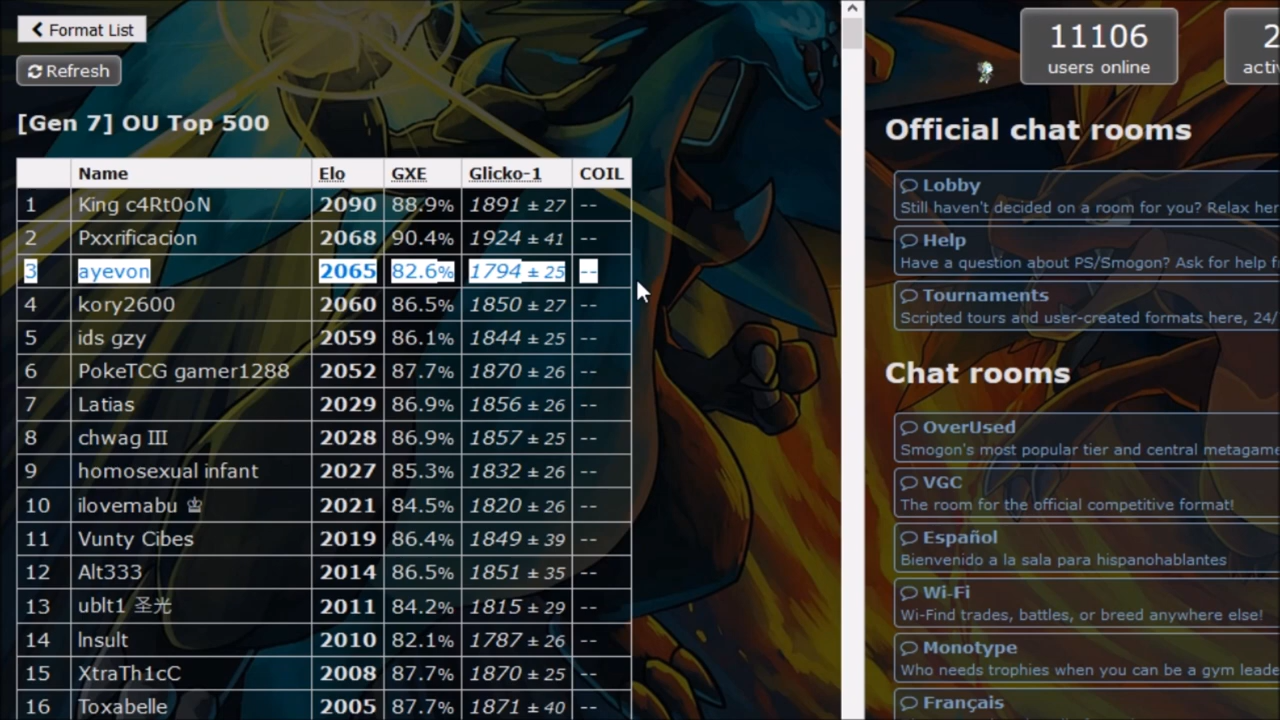 Format List
Refresh
[Gen 7] OU Top 500
Name Elo GXE Glicko-1 COIL
1 King c4Rt0oN 2090 88.9% 1891 ± 27 --
2 Pxxrificacion 2068 90.4% 1924 ± 41 --
3 ayevon 2065 82.6% 1794 ± 25 --
4 kory2600 2060 86.5% 1850 ± 27 --
5 ids gzy 2059 86.1% 1844 ± 25 --
6 PokeTCG gamer1288 2052 87.7% 1870 ± 26 --
7 Latias 2029 86.9% 1856 ± 26 --
8 chwag III 2028 86.9% 1857 ± 25 --
9 homosexual infant 2027 85.3% 1832 ± 26 --
10 ilovemabu ♔ 2021 84.5% 1820 ± 26 --
11 Vunty Cibes 2019 86.4% 1849 ± 39 --
12 Alt333 2014 86.5% 1851 ± 35 --
13 ublt1 圣光 2011 84.2% 1815 ± 29 --
14 lnsult 2010 82.1% 1787 ± 26 --
15 XtraTh1cC 2008 87.7% 1870 ± 25 --
16 Toxabelle 2005 87.7% 1871 ± 40 --
11106
users online
2
activ
Official chat rooms
Lobby
Still haven't decided on a room for you? Relax her
Help
Have a question about PS/Smogon? Ask for help f
Tournaments
Scripted tours and user-created formats here, 24/
Chat rooms
OverUsed
Smogon's most popular tier and central metagame
VGC
The room for the official competitive format!
Español
Bienvenido a la sala para hispanohablantes
Wi-Fi
Wi-Find trades, battles, or breed anywhere else!
Monotype
Who needs trophies when you can be a gym leade
Français